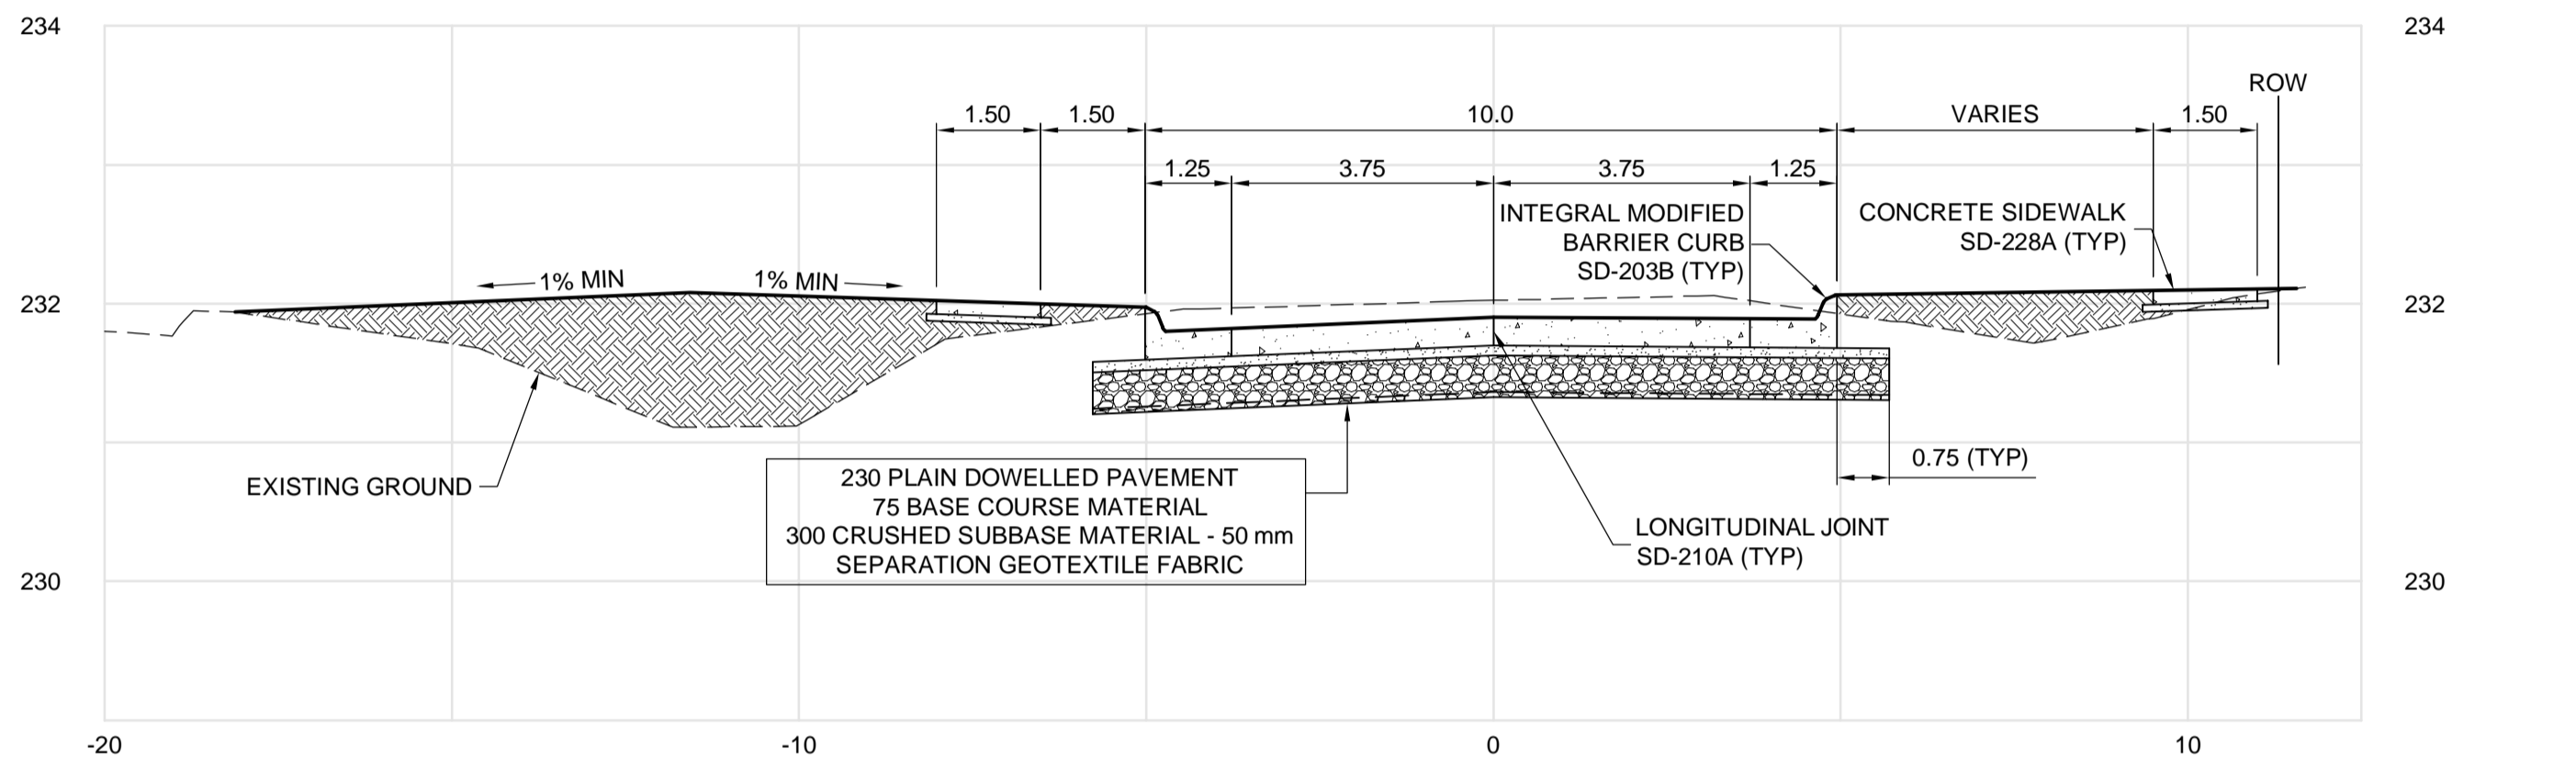 234
234
ROW
1.50
1.50
10.0
VARIES
1.50
1.25
3.75
3.75
1.25
INTEGRAL MODIFIED
BARRIER CURB
SD-203B (TYP)
CONCRETE SIDEWALK
SD-228A (TYP)
1% MIN
1% MIN
232
232
EXISTING GROUND
230 PLAIN DOWELLED PAVEMENT
75 BASE COURSE MATERIAL
300 CRUSHED SUBBASE MATERIAL - 50 mm
SEPARATION GEOTEXTILE FABRIC
0.75 (TYP)
LONGITUDINAL JOINT
SD-210A (TYP)
230
230
-20
-10
0
10